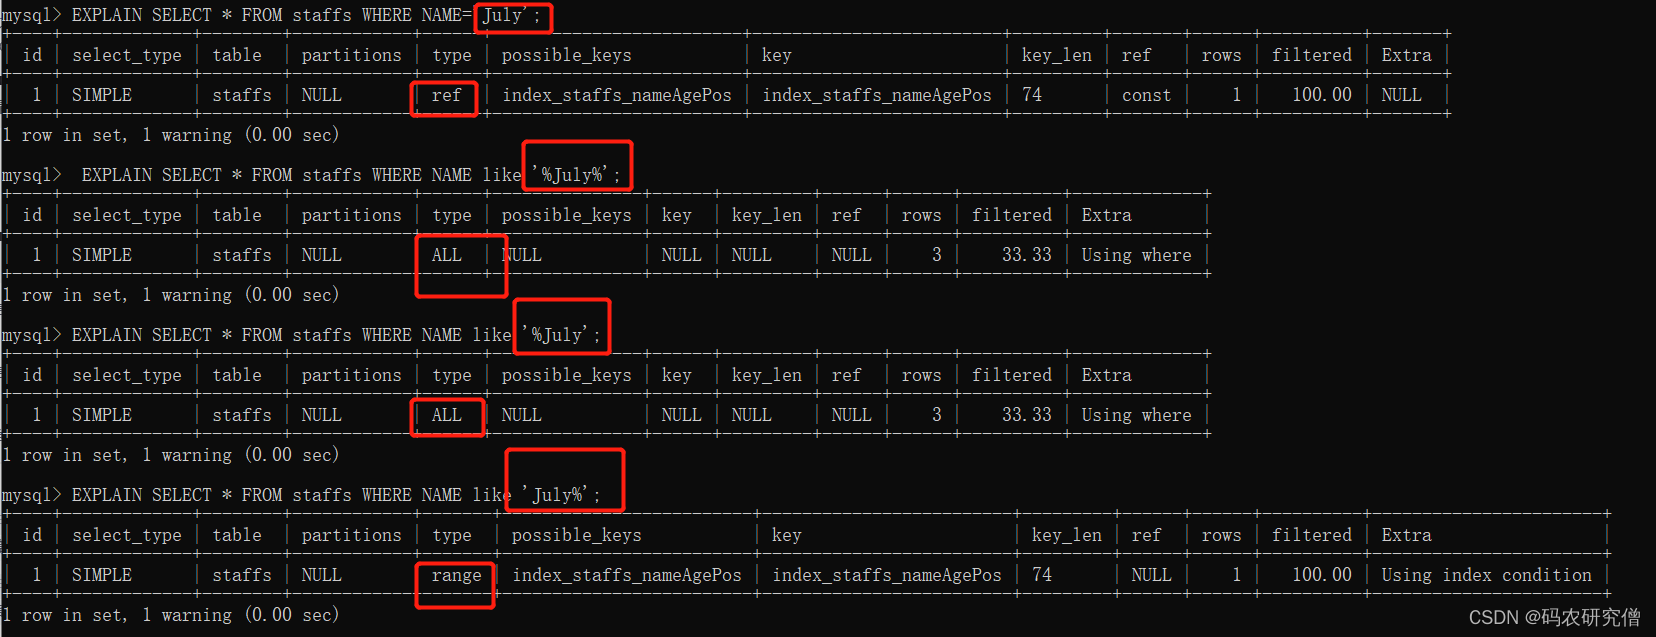 mysql> EXPLAIN SELECT * FROM staffs WHERE NAME='July';
| id | select_type | table | partitions | type | possible_keys | key | key_len | ref | rows | filtered | Extra |
| 1 | SIMPLE | staffs | NULL | ref | index_staffs_nameAgePos | index_staffs_nameAgePos | 74 | const | 1 | 100.00 | NULL |
1 row in set, 1 warning (0.00 sec)
mysql>  EXPLAIN SELECT * FROM staffs WHERE NAME like '%July%';
| id | select_type | table | partitions | type | possible_keys | key | key_len | ref | rows | filtered | Extra |
| 1 | SIMPLE | staffs | NULL | ALL | NULL | NULL | NULL | NULL | 3 | 33.33 | Using where |
1 row in set, 1 warning (0.00 sec)
mysql> EXPLAIN SELECT * FROM staffs WHERE NAME like '%July';
| id | select_type | table | partitions | type | possible_keys | key | key_len | ref | rows | filtered | Extra |
| 1 | SIMPLE | staffs | NULL | ALL | NULL | NULL | NULL | NULL | 3 | 33.33 | Using where |
1 row in set, 1 warning (0.00 sec)
mysql> EXPLAIN SELECT * FROM staffs WHERE NAME like 'July%';
| id | select_type | table | partitions | type | possible_keys | key | key_len | ref | rows | filtered | Extra |
| 1 | SIMPLE | staffs | NULL | range | index_staffs_nameAgePos | index_staffs_nameAgePos | 74 | NULL | 1 | 100.00 | Using index condition |
1 row in set, 1 warning (0.00 sec)
CSDN @码农研究僧